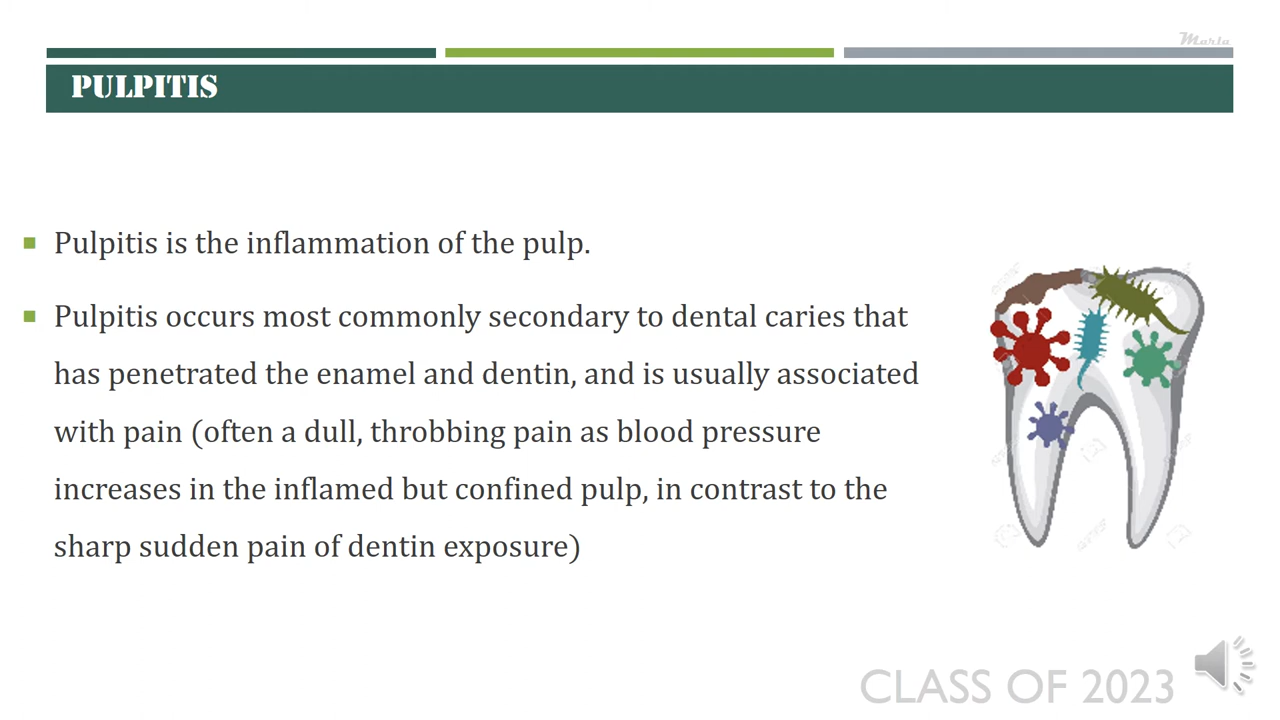 Marla
PULPITIS
Pulpitis is the inflammation of the pulp.
Pulpitis occurs most commonly secondary to dental caries that
has penetrated the enamel and dentin, and is usually associated
with pain (often a dull, throbbing pain as blood pressure
increases in the inflamed but confined pulp, in contrast to the
sharp sudden pain of dentin exposure)
CLASS OF 2023